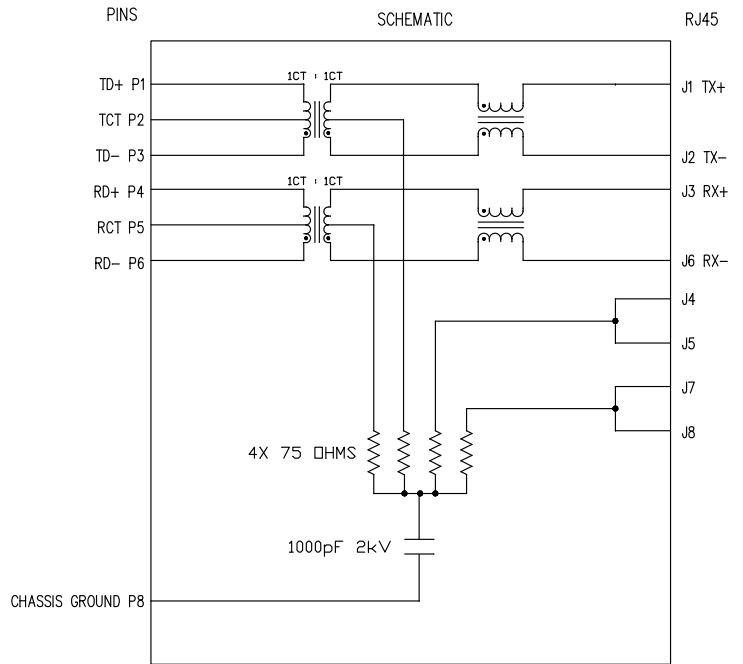 PINS
SCHEMATIC
RJ45
1CT : 1CT
TD+ P1
J1 TX+
TCT P2
TD- P3
J2 TX-
1CT : 1CT
RD+ P4
J3 RX+
RCT P5
RD- P6
J6 RX-
J4
J5
J7
J8
4X 75 OHMS
1000pF 2kV
CHASSIS GROUND P8